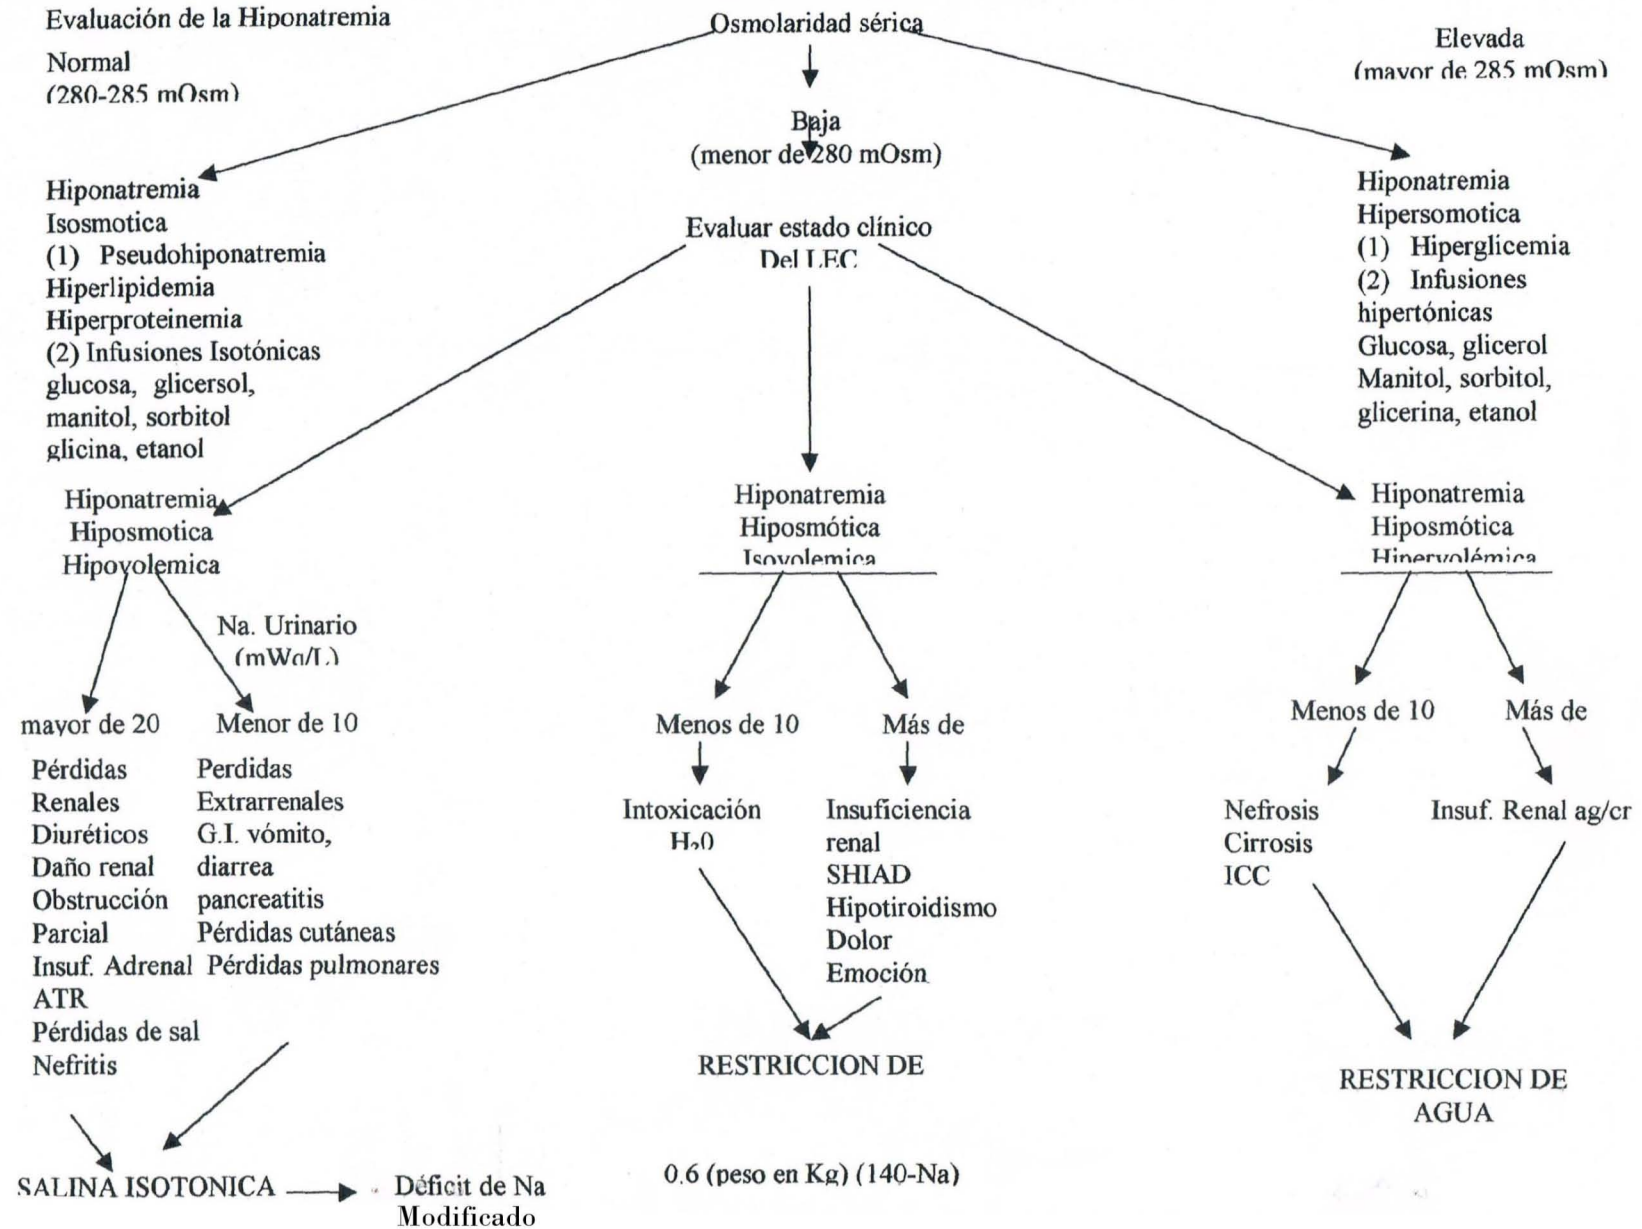 Evaluación de la Hiponatremia
Osmolaridad sérica
Normal
(280-285 mOsm)
Elevada
(mayor de 285 mOsm)
Baja
(menor de 280 mOsm)
Hiponatremia
Isosmotica
(1) Pseudohiponatremia
Hiperlipidemia
Hiperproteinemia
(2) Infusiones Isotónicas
glucosa, glicersol,
manitol, sorbitol
glicina, etanol
Evaluar estado clínico
Del LEC
Hiponatremia
Hipersomotica
(1) Hiperglicemia
(2) Infusiones
hipertónicas
Glucosa, glicerol
Manitol, sorbitol,
glicerina, etanol
Hiponatremia
Hiposmotica
Hipovolemica
Hiponatremia
Hiposmótica
Isovolemica
Hiponatremia
Hiposmótica
Hipervolémica
Na. Urinario
(mWq/L)
mayor de 20
Menor de 10
Menos de 10
Más de
Menos de 10
Más de
Pérdidas
Renales
Diuréticos
Daño renal
Obstrucción
Parcial
Insuf. Adrenal
ATR
Pérdidas de sal
Nefritis
Perdidas
Extrarrenales
G.I. vómito,
diarrea
pancreatitis
Pérdidas cutáneas
Pérdidas pulmonares
Intoxicación
H₂0
Insuficiencia
renal
SHIAD
Hipotiroidismo
Dolor
Emoción
Nefrosis
Cirrosis
ICC
Insuf. Renal ag/cr
RESTRICCION DE
RESTRICCION DE
AGUA
SALINA ISOTONICA
Déficit de Na
Modificado
0.6 (peso en Kg) (140-Na)